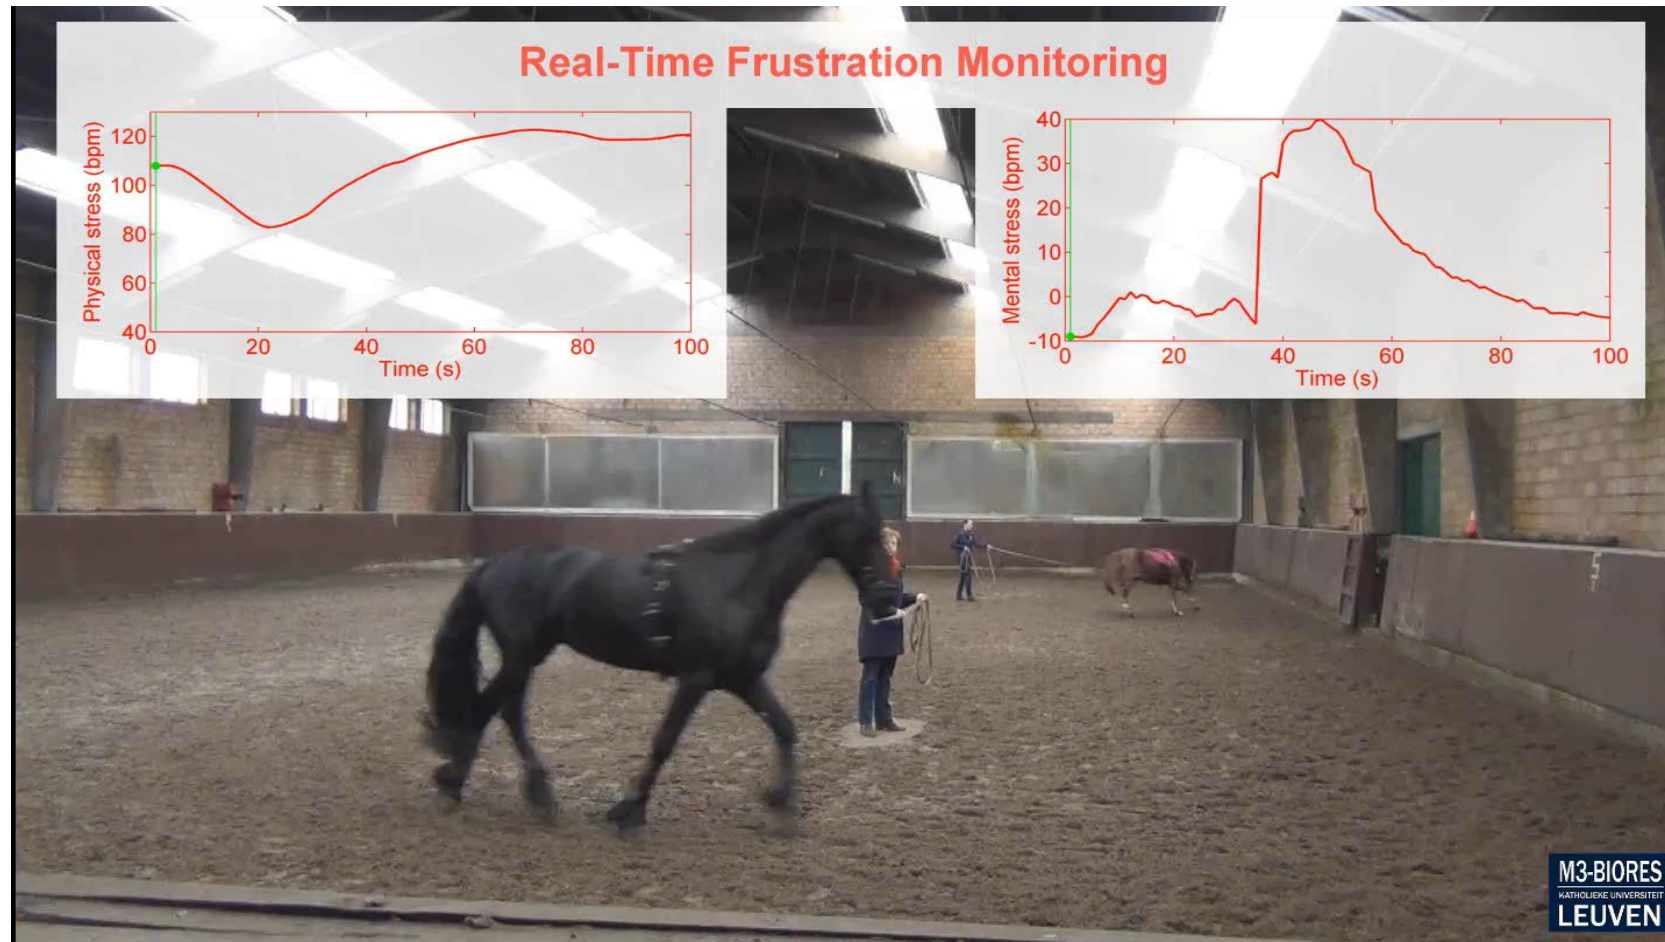 Real-Time Frustration Monitoring
Physical stress (bpm)
120
100
80
60
40
0 20 40 60 80 100
Time (s)
Mental stress (bpm)
40
30
20
10
0
-10
0 20 40 60 80 100
Time (s)
M3-BIORES
KATHOLIEKE UNIVERSITEIT
LEUVEN